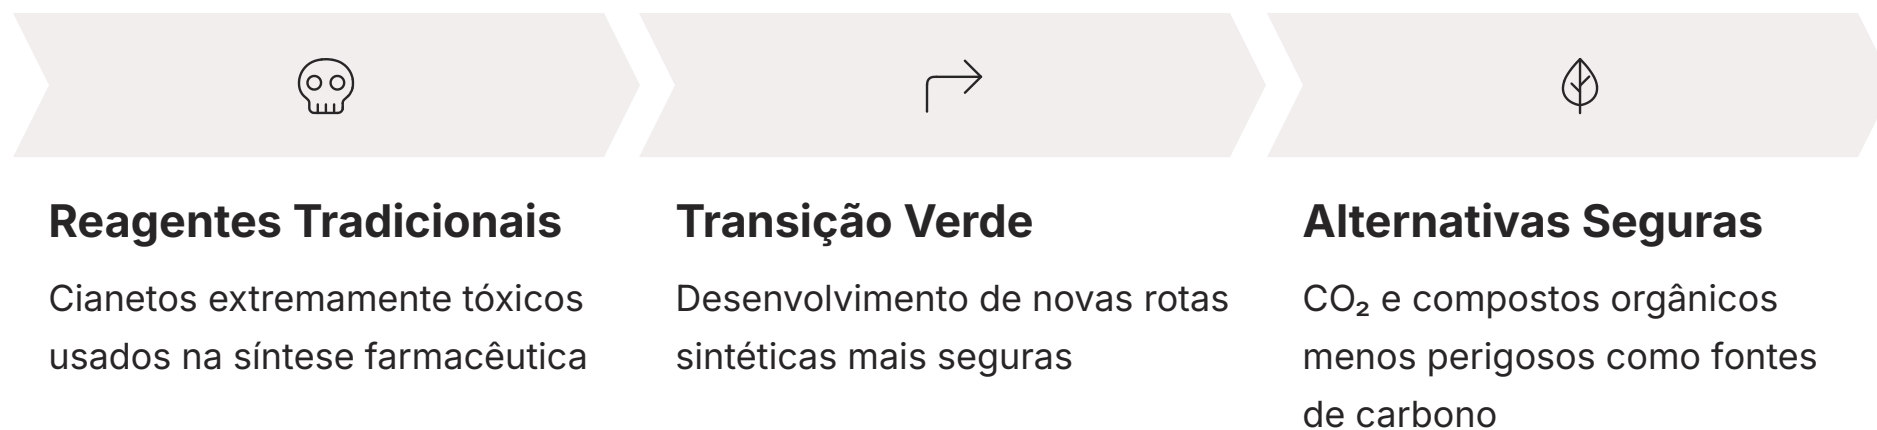 Reagentes Tradicionais
Cianetos extremamente tóxicos
usados na síntese farmacêutica
Transição Verde
Desenvolvimento de novas rotas
sintéticas mais seguras
Alternativas Seguras
CO₂ e compostos orgânicos
menos perigosos como fontes
de carbono